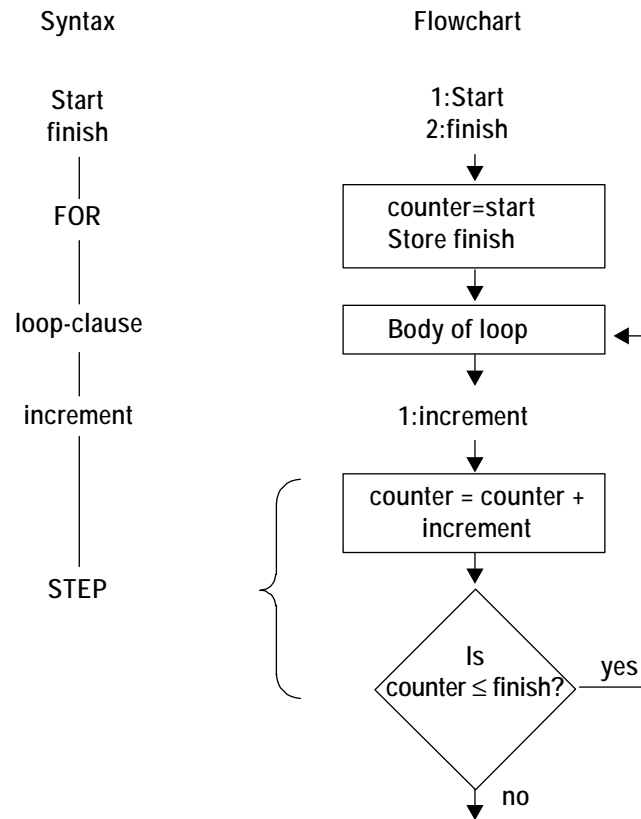 Syntax
Flowchart
Start
finish
1:Start
2:finish
FOR
counter=start
Store finish
loop-clause
Body of loop
increment
1:increment
counter = counter +
increment
STEP
Is
counter ≤ finish?
yes
no